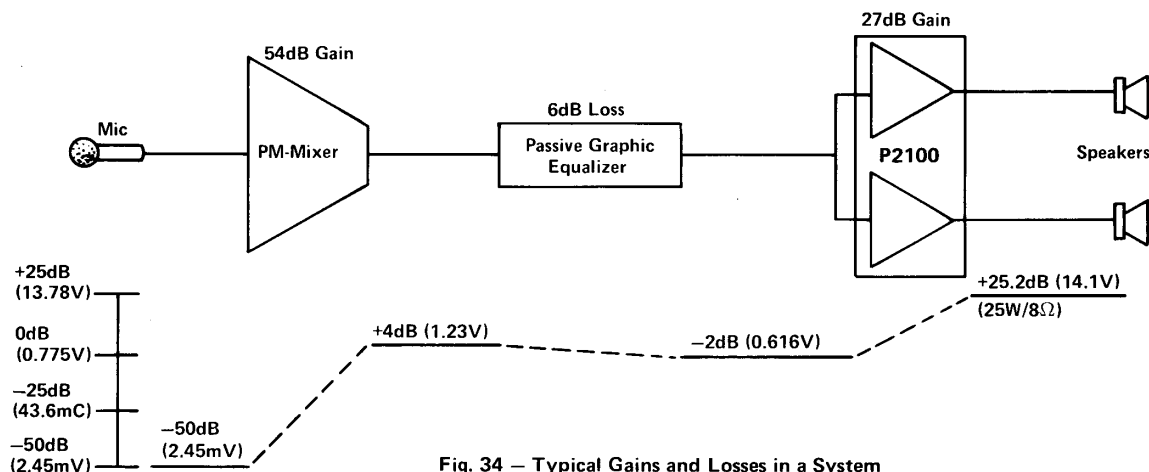 27dB Gain
54dB Gain
6dB Loss
Mic
PM-Mixer
Passive Graphic
Equalizer
P2100
Speakers
+25dB
(13.78V)
0dB
(0.775V)
−25dB
(43.6mC)
−50dB
(2.45mV)
−50dB
(2.45mV)
+4dB (1.23V)
−2dB (0.616V)
+25.2dB (14.1V)
(25W/8Ω)
Fig. 34 — Typical Gains and Losses in a System